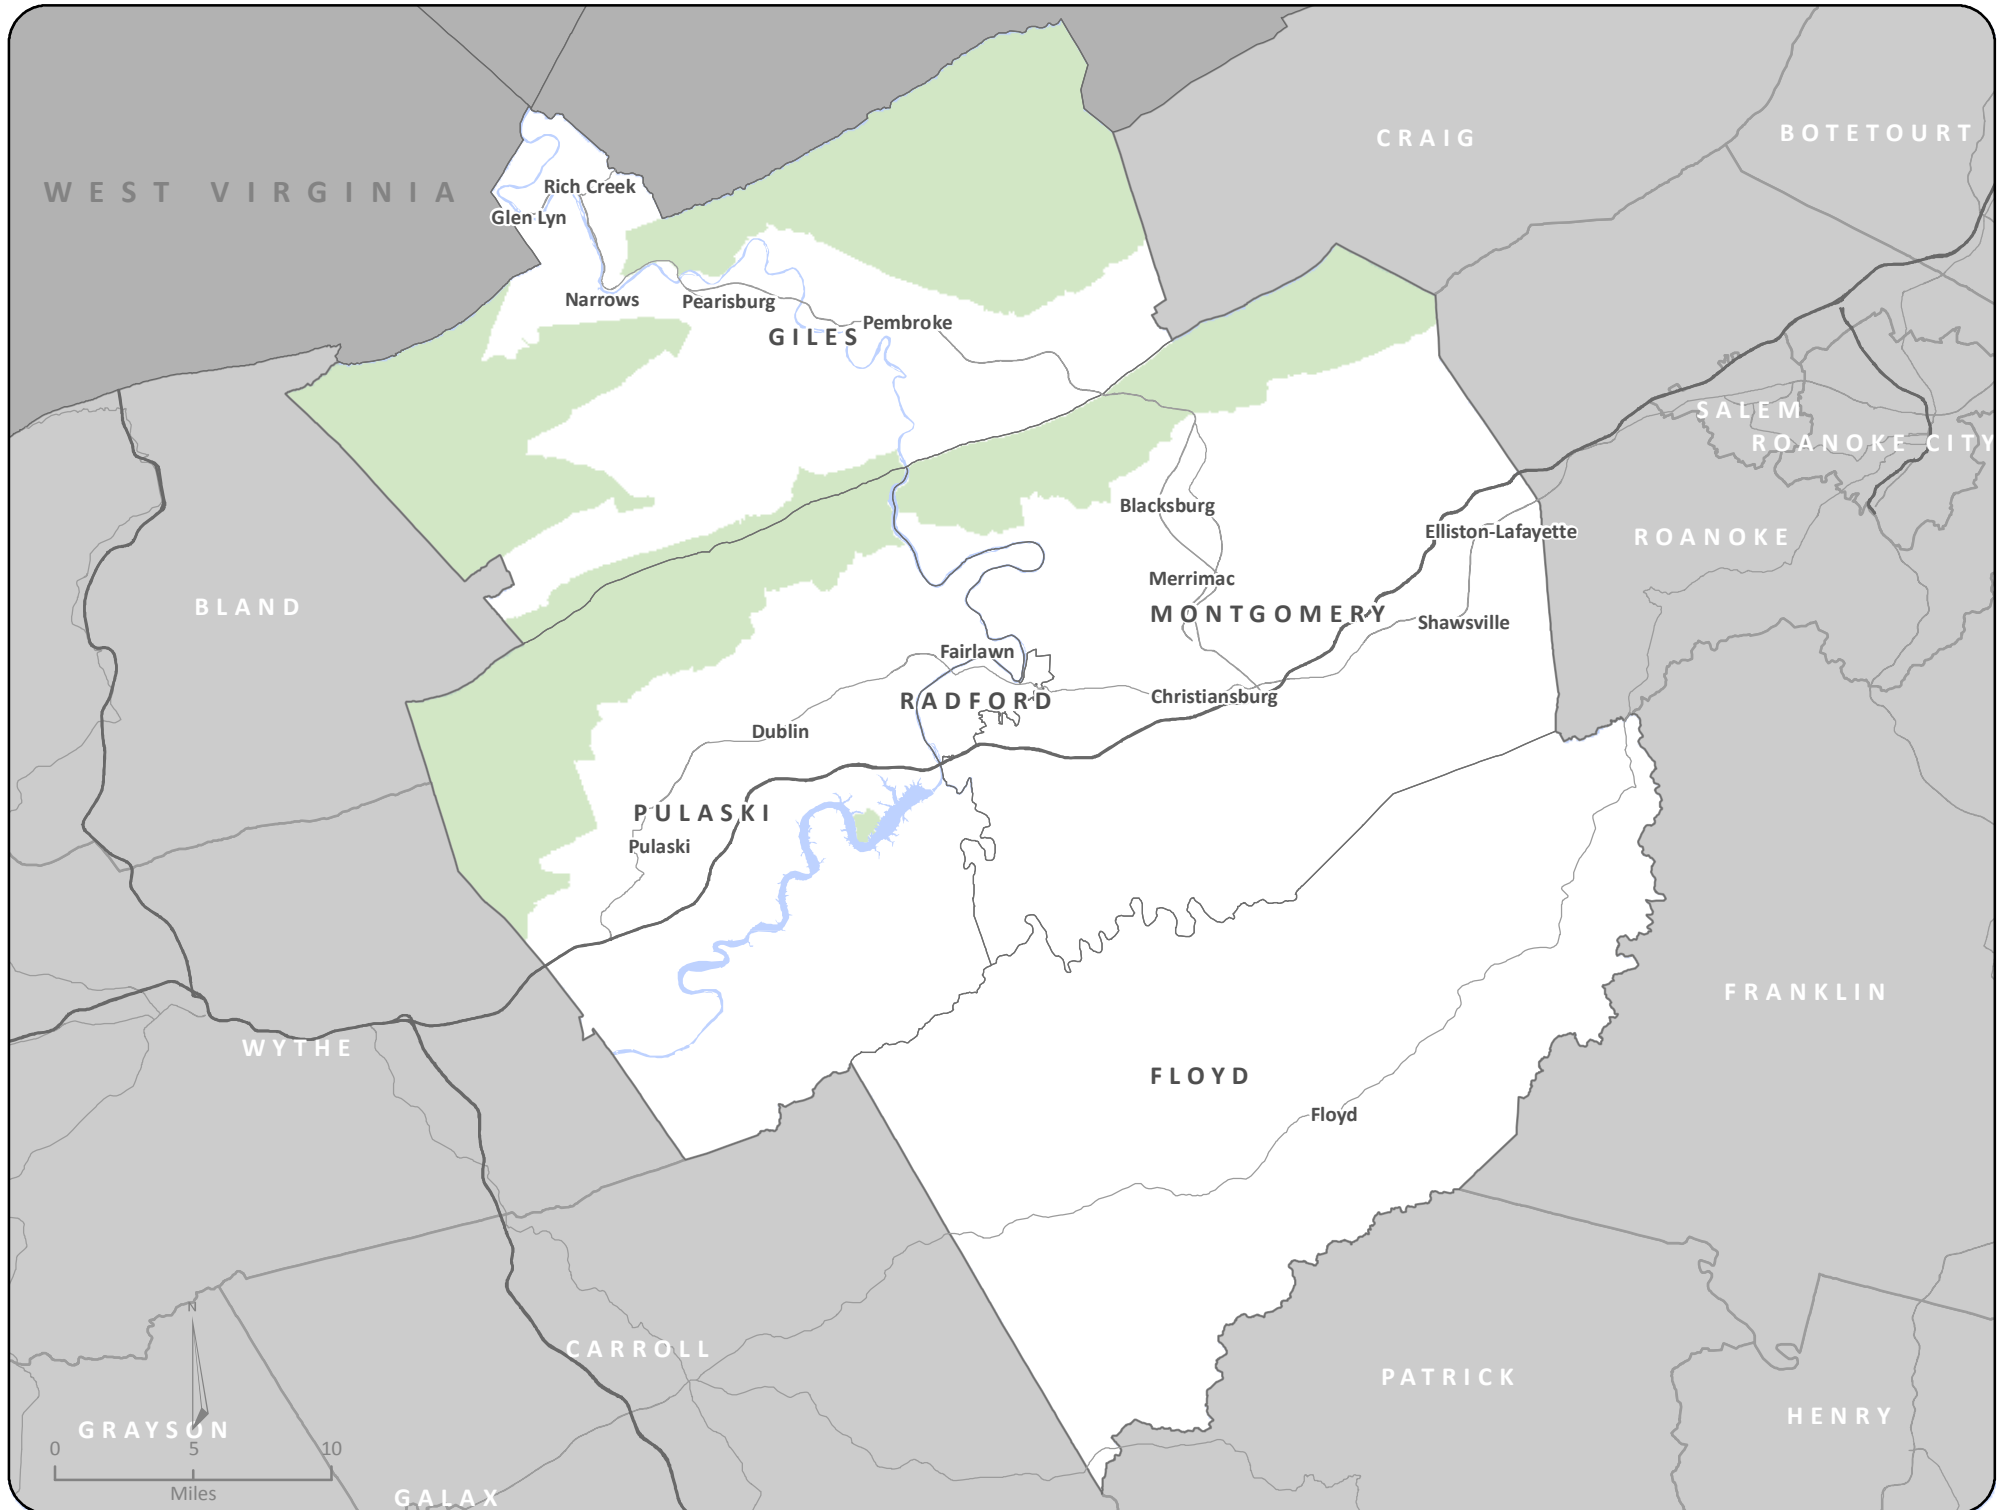 CRAIG
BOTETOURT
WEST VIRGINIA
Rich Creek
Glen Lyn
Narrows
Pearisburg
Pembroke
GILES
SALEM
ROANOKE CITY
Blacksburg
Elliston-Lafayette
ROANOKE
Merrimac
BLAND
MONTGOMERY
Shawsville
Fairlawn
RADFORD
Christiansburg
Dublin
PULASKI
Pulaski
FRANKLIN
WYTHE
FLOYD
Floyd
N
CARROLL
PATRICK
HENRY
GRAYSON
0 5 10
Miles
GALAX